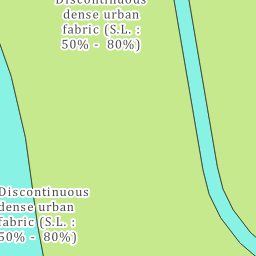 Discontinuous
dense urban
fabric (S.L. :
50% -  80%)
Discontinuous
dense urban
fabric (S.L. :
50% -  80%)